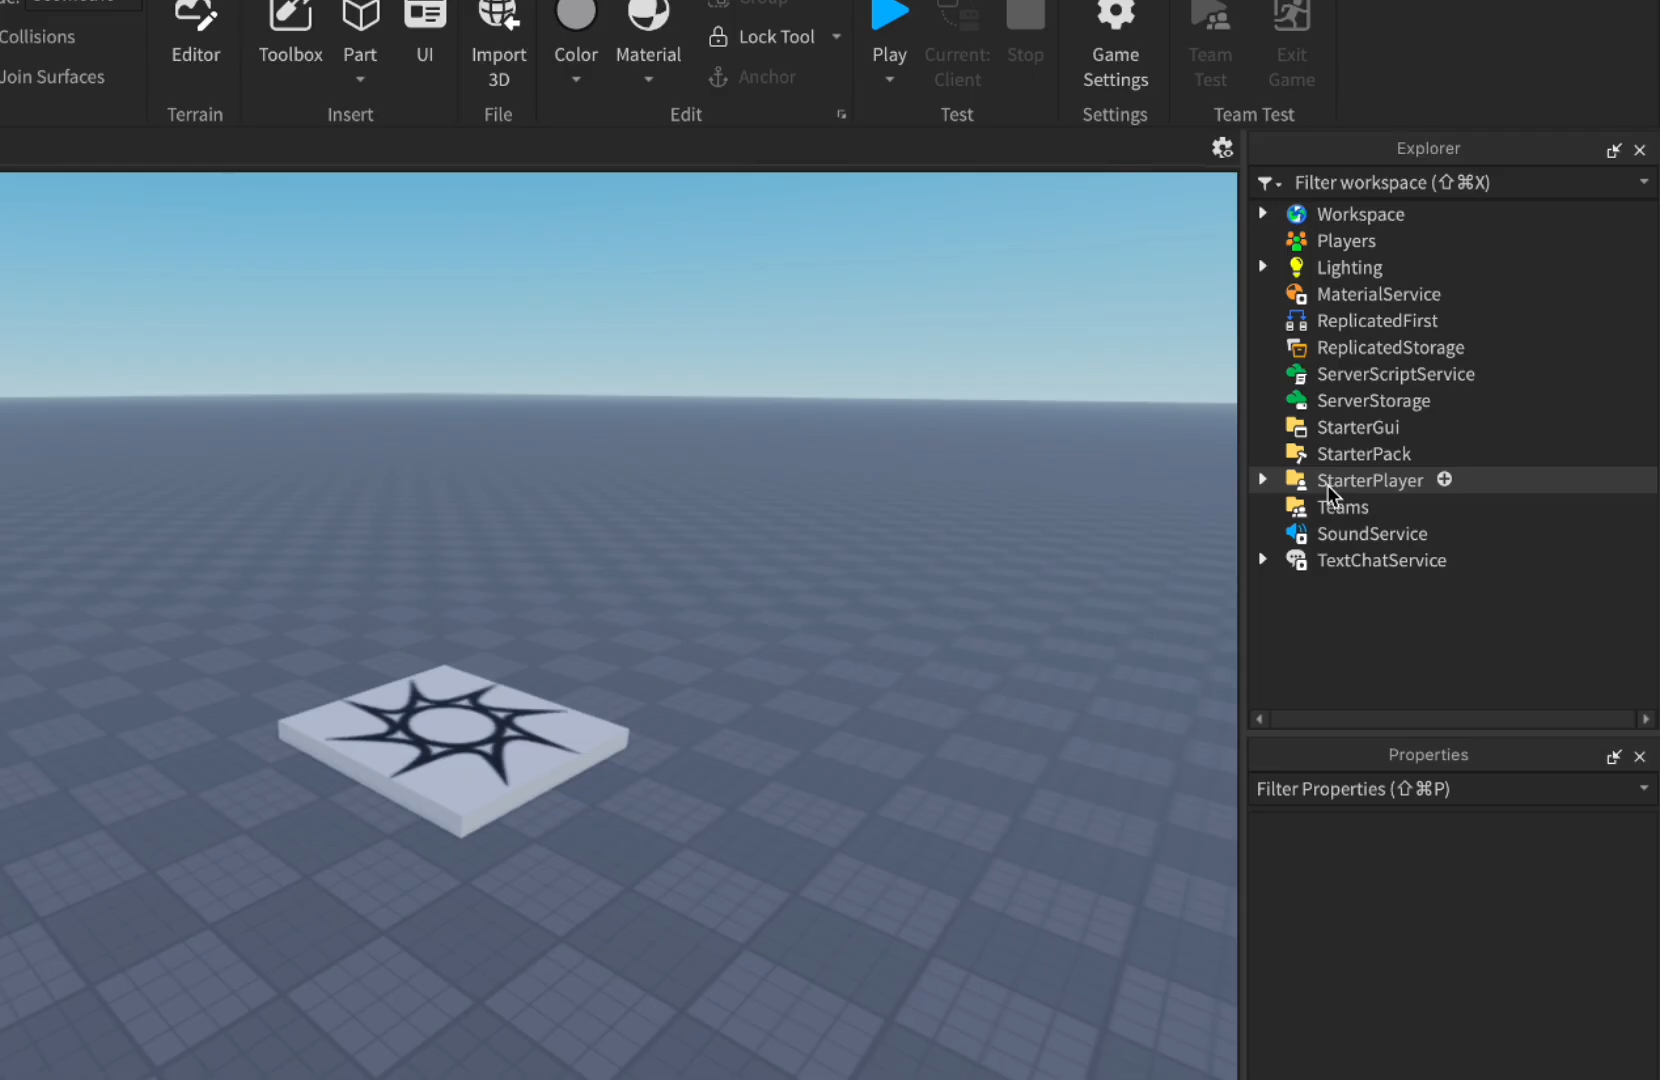 Collisions
Join Surfaces
Editor
Toolbox
Part
UI
Import
3D
Color
Material
Lock Tool
Anchor
Play
Current:
Client
Stop
Game
Settings
Team
Test
Exit
Game
Terrain
Insert
File
Edit
Test
Settings
Team Test
Explorer
Filter workspace (⇧⌘X)
Workspace
Players
Lighting
MaterialService
ReplicatedFirst
ReplicatedStorage
ServerScriptService
ServerStorage
StarterGui
StarterPack
StarterPlayer
Teams
SoundService
TextChatService
Properties
Filter Properties (⇧⌘P)